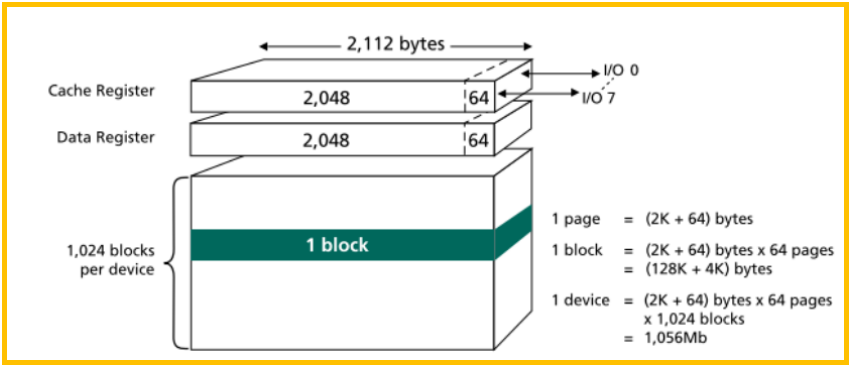 2,112 bytes
I/O 0
Cache Register
2,048
64
I/O 7
Data Register
2,048
64
1,024 blocks
per device
1 block
1 page = (2K + 64) bytes
1 block = (2K + 64) bytes x 64 pages
= (128K + 4K) bytes
1 device = (2K + 64) bytes x 64 pages
x 1,024 blocks
= 1,056Mb